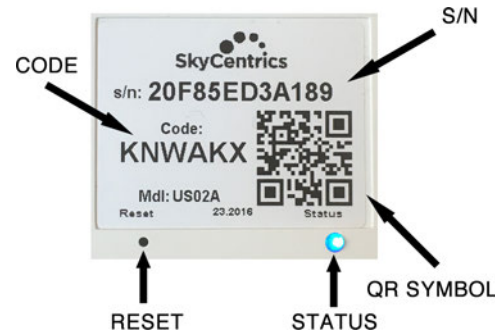 S/N
CODE
SkyCentrics
s/n: 20F85ED3A189
Code:
KNWAKX
Mdl: US02A
Reset 23.2016 Status
QR SYMBOL
RESET STATUS